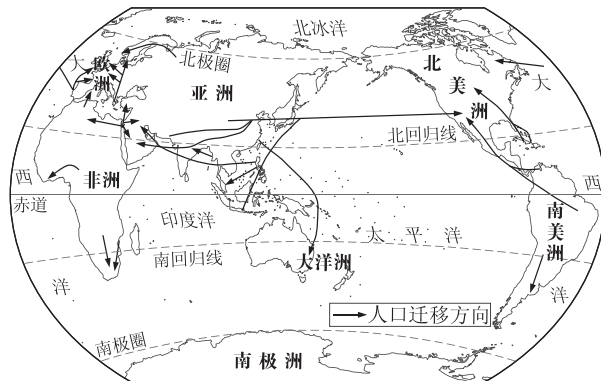 北冰洋
大
欧洲
北极圈
亚洲
北美洲
大
北回归线
西
非洲
赤道
印度洋
太平洋
西
南美洲
南回归线
大洋洲
洋
洋
人口迁移方向
南极圈
南极洲